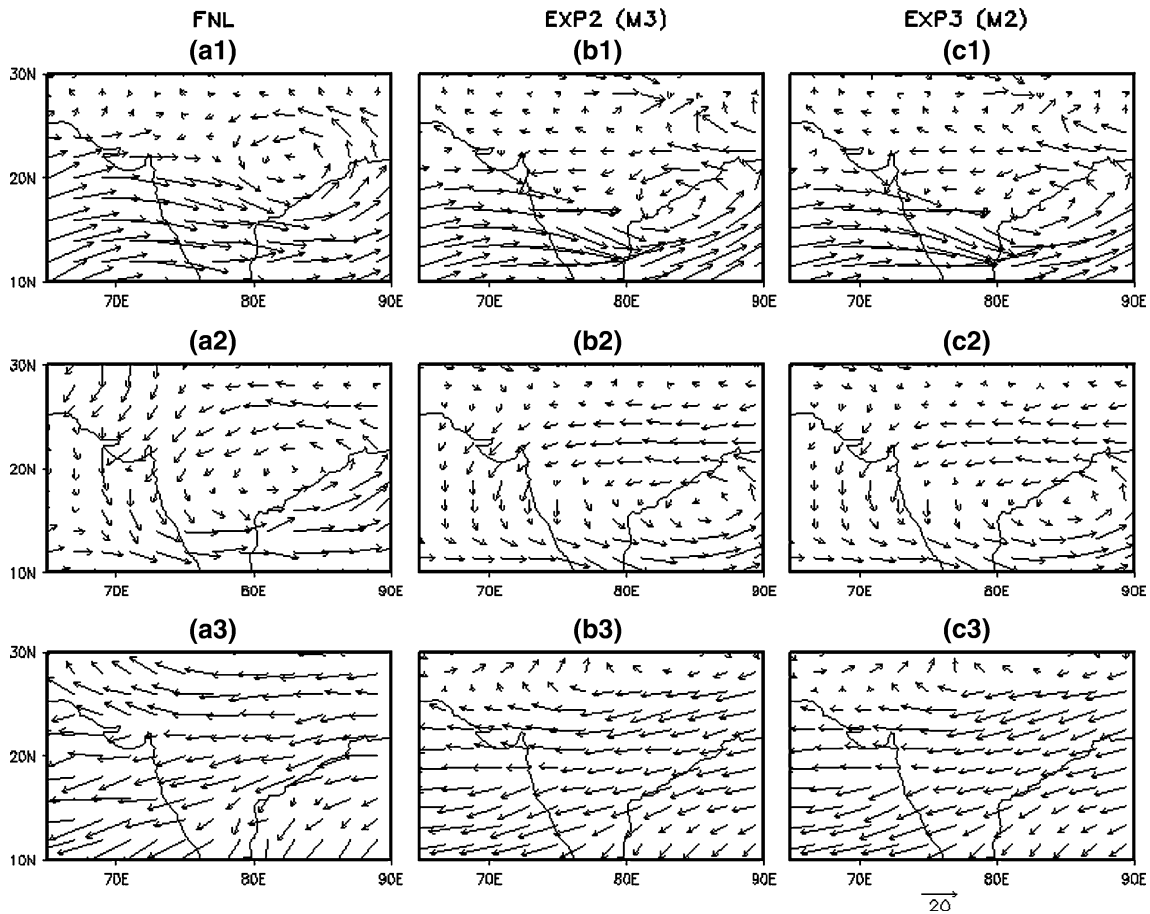 FNL EXP2 (M3) EXP3 (M2)
(a1) (b1) (c1)
30N
20N
10N
70E 80E 90E 70E 80E 90E 70E 80E 90E
(a2) (b2) (c2)
30N
20N
10N
70E 80E 90E 70E 80E 90E 70E 80E 90E
(a3) (b3) (c3)
30N
20N
10N
70E 80E 90E 70E 80E 90E 70E 80E 90E
20